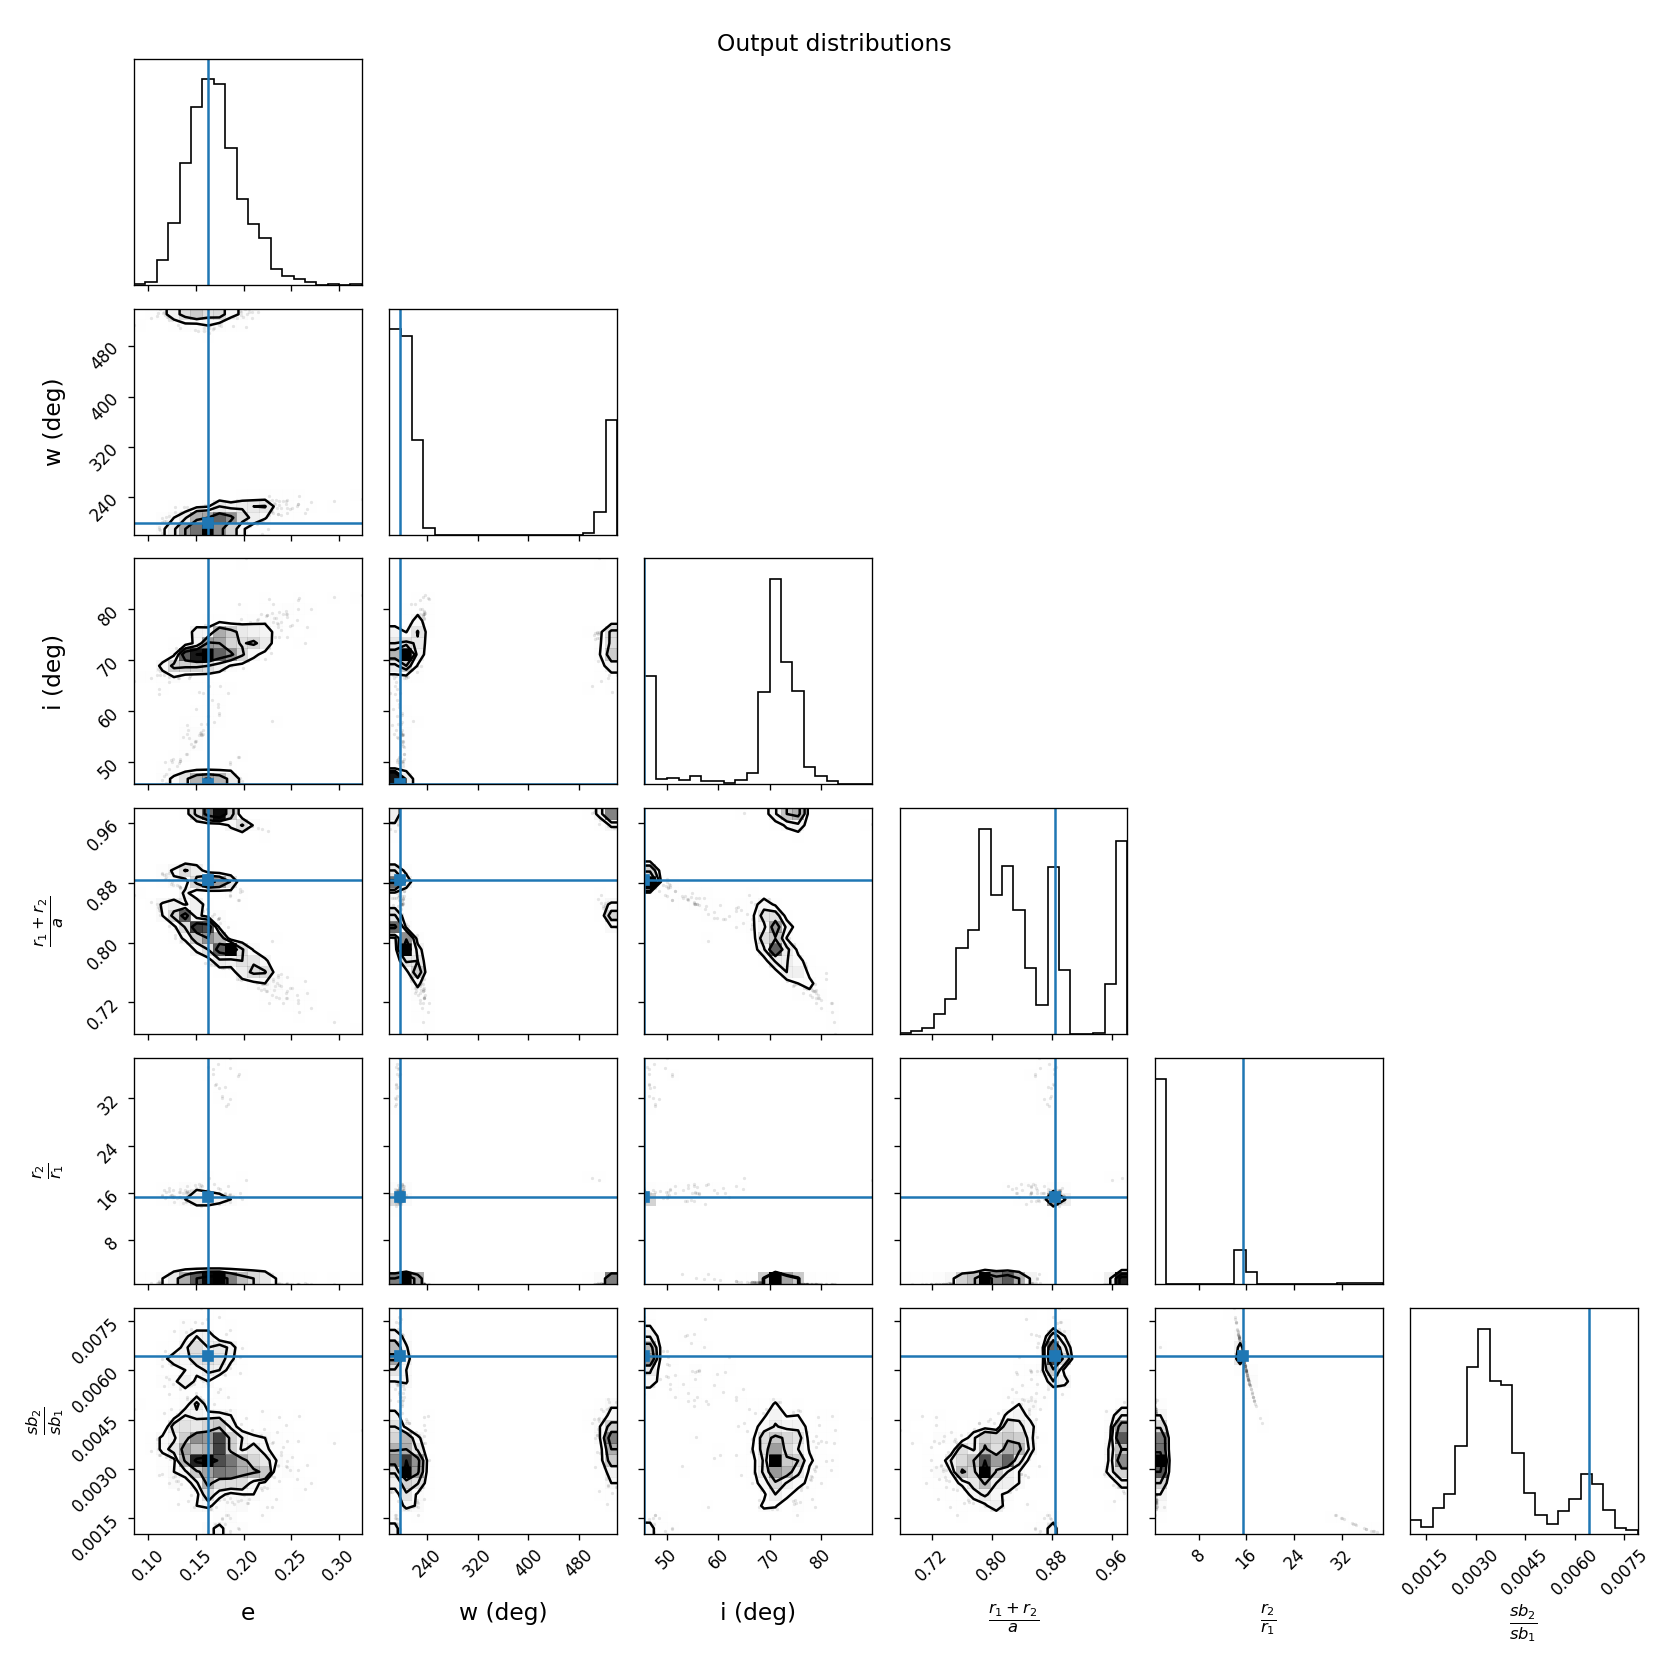 Output distributions
w (deg)
480
400
320
240
i (deg)
80
70
60
50
r₁ + r₂
a
0.96
0.88
0.80
0.72
r₂
r₁
32
24
16
8
sb₂
sb₁
0.0075
0.0060
0.0045
0.0030
0.0015
0.10 0.15 0.20 0.25 0.30
240 320 400 480
50 60 70 80
0.72 0.80 0.88 0.96
8 16 24 32
0.0015 0.0030 0.0045 0.0060 0.0075
e
w (deg)
i (deg)
r₁ + r₂
a
r₂
r₁
sb₂
sb₁